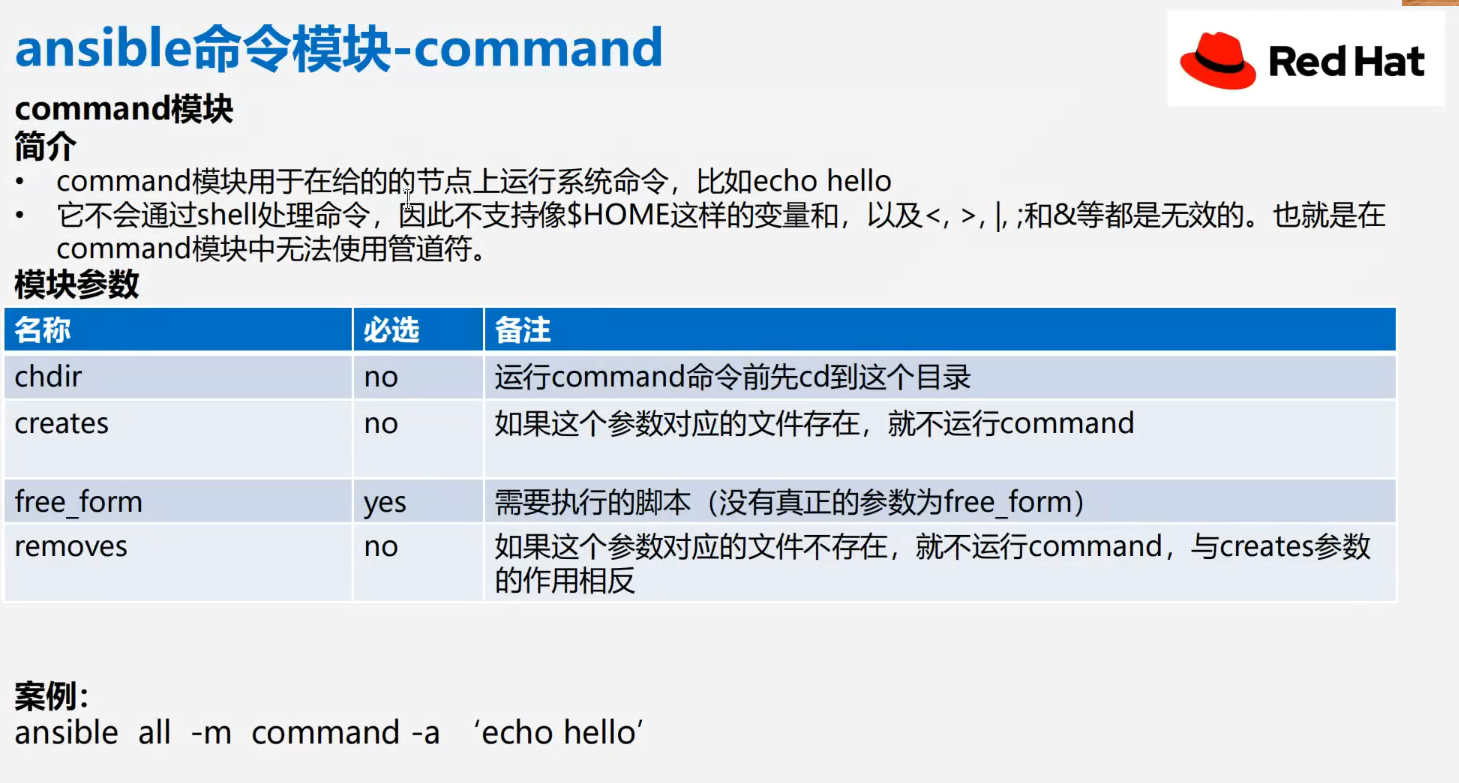 ansible命令模块-command
Red Hat
command模块
简介
• command模块用于在给的的节点上运行系统命令，比如echo hello
• 它不会通过shell处理命令，因此不支持像$HOME这样的变量和，以及<, >, |, ;和&等都是无效的。也就是在
command模块中无法使用管道符。
模块参数
名称 必选 备注
chdir no 运行command命令前先cd到这个目录
creates no 如果这个参数对应的文件存在，就不运行command
free_form yes 需要执行的脚本（没有真正的参数为free_form）
removes no 如果这个参数对应的文件不存在，就不运行command，与creates参数
的作用相反
案例：
ansible all -m command -a ‘echo hello’